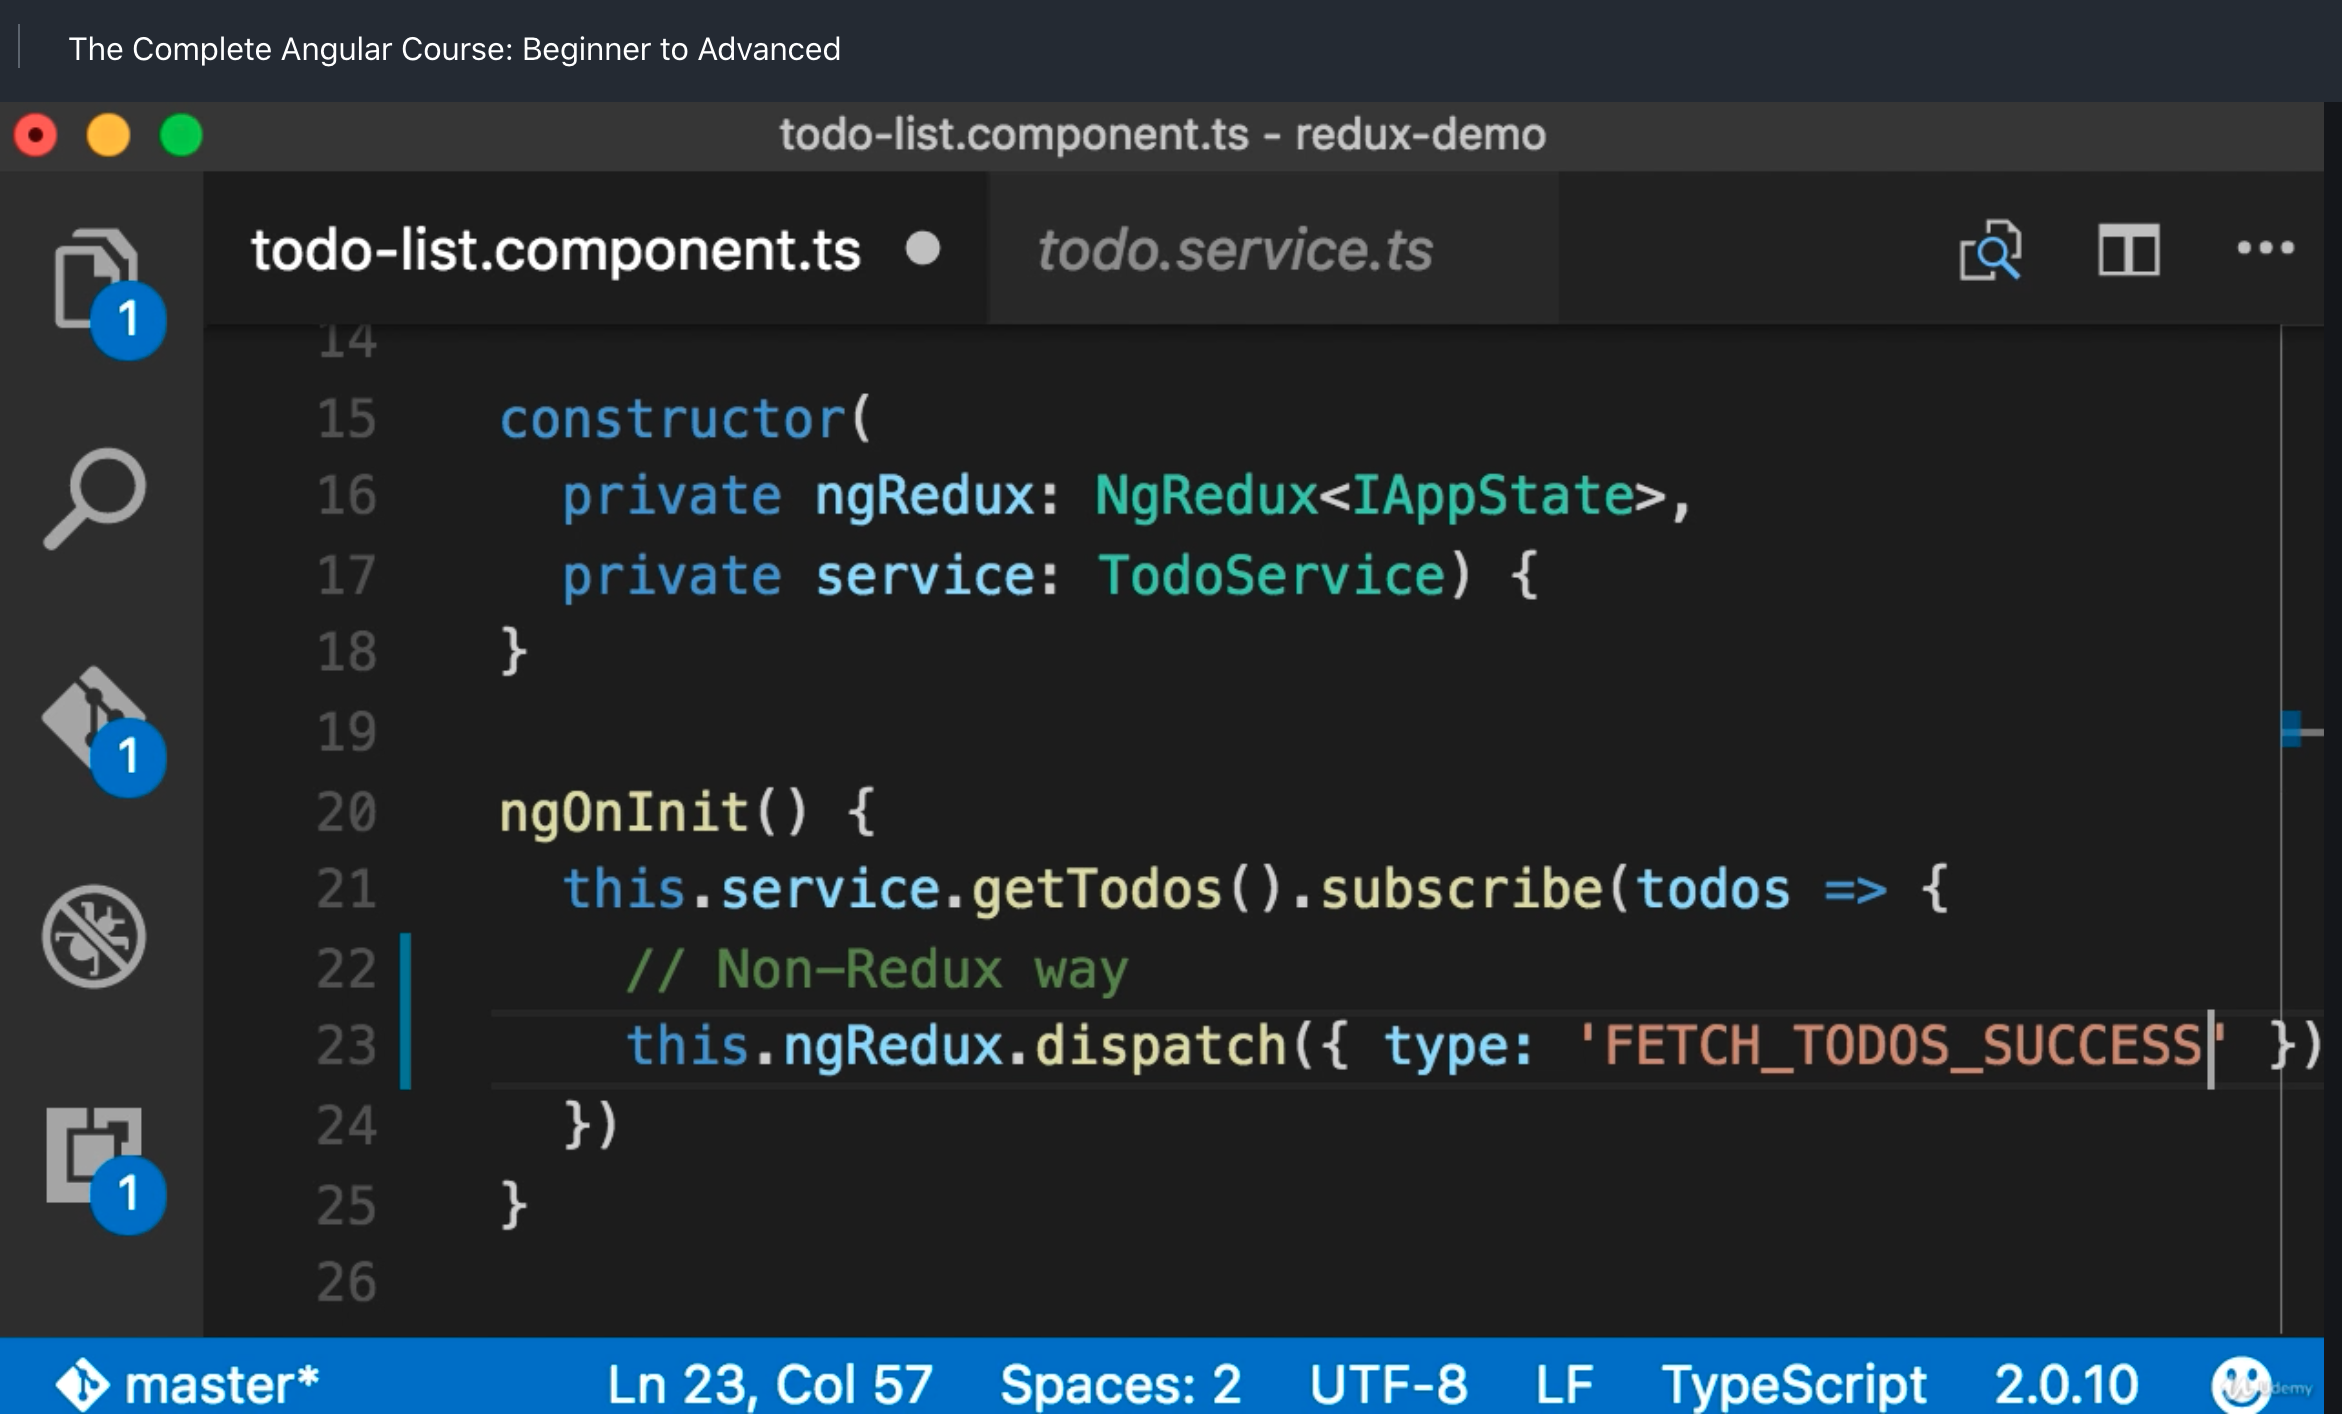 The Complete Angular Course: Beginner to Advanced
todo-list.component.ts - redux-demo
todo-list.component.ts
todo.service.ts
1
1
1
14
15 constructor(
16 private ngRedux: NgRedux<IAppState>,
17 private service: TodoService) {
18 }
19
20 ngOnInit() {
21 this.service.getTodos().subscribe(todos => {
22 // Non-Redux way
23 this.ngRedux.dispatch({ type: 'FETCH_TODOS_SUCCESS' })
24 })
25 }
26
master* Ln 23, Col 57 Spaces: 2 UTF-8 LF TypeScript 2.0.10
Udemy